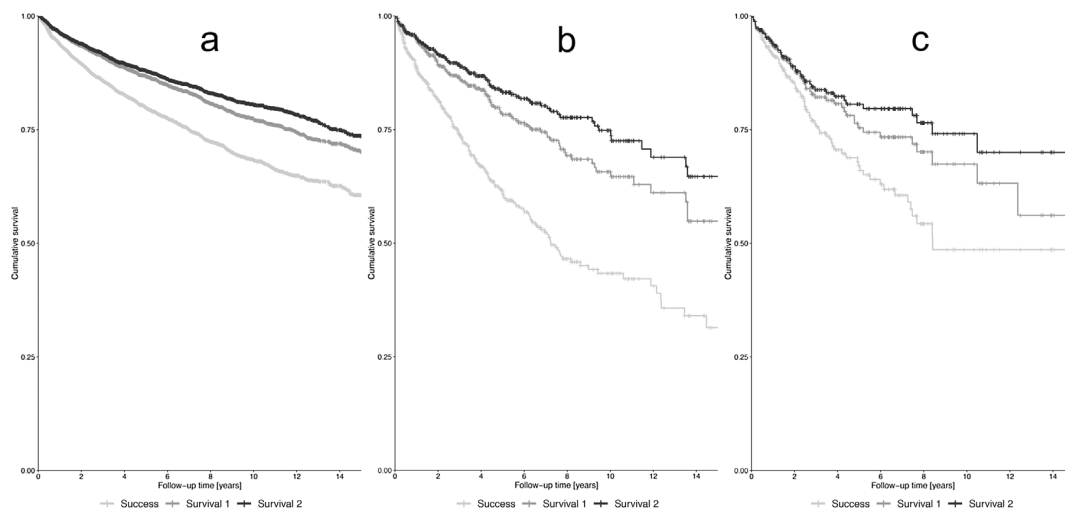 a
Cumulative survival
1.00
0.75
0.50
0.25
0.00
0 2 4 6 8 10 12 14
Follow-up time [years]
Success Survival 1 Survival 2
b
Cumulative survival
1.00
0.75
0.50
0.25
0.00
0 2 4 6 8 10 12 14
Follow-up time [years]
Success Survival 1 Survival 2
c
Cumulative survival
1.00
0.75
0.50
0.25
0.00
0 2 4 6 8 10 12 14
Follow-up time [years]
Success Survival 1 Survival 2